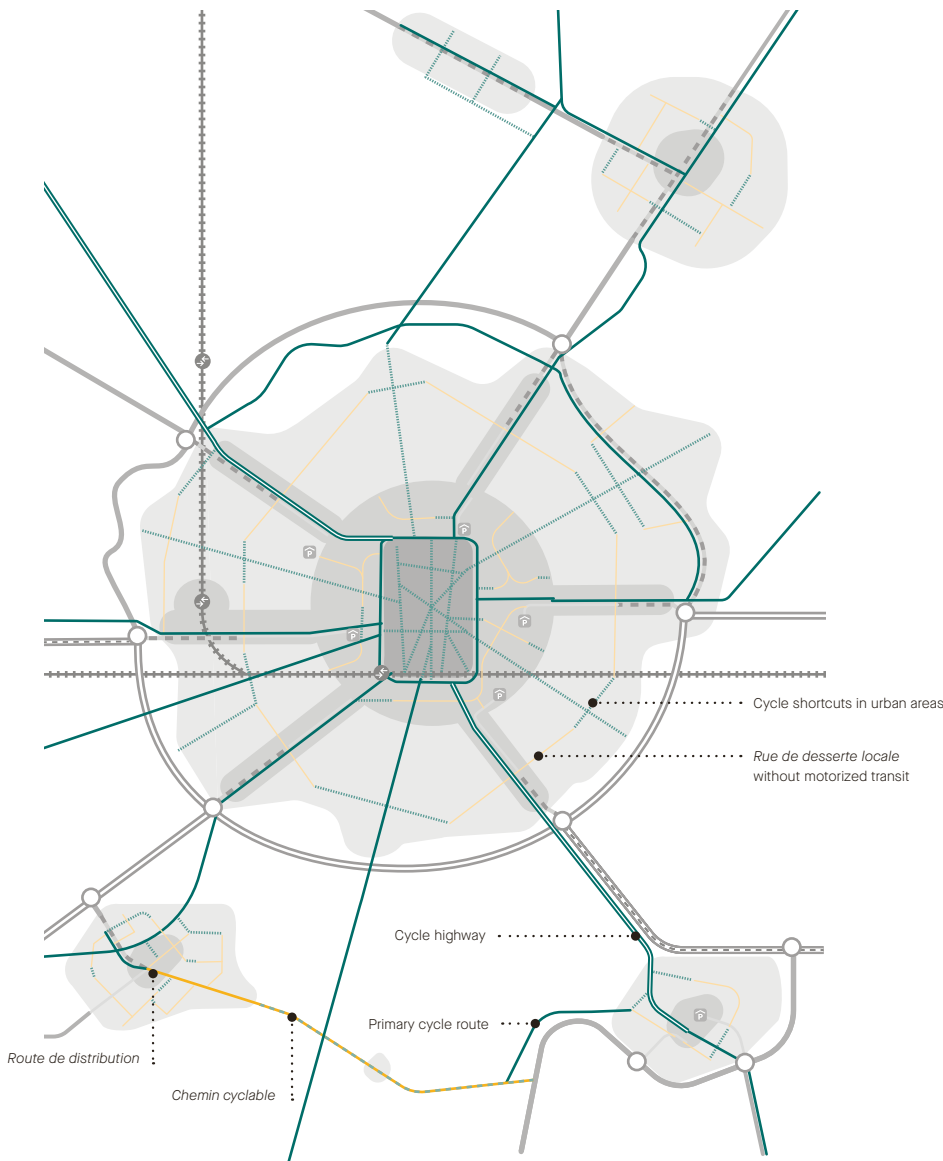 P
P
P
P
P
Cycle shortcuts in urban areas
Rue de desserte locale
without motorized transit
Cycle highway
P
Primary cycle route
Route de distribution
Chemin cyclable